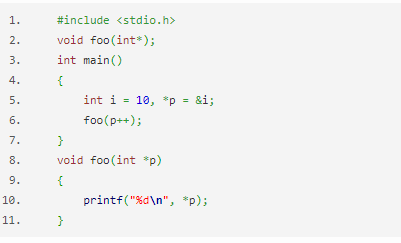 1. #include <stdio.h>
2. void foo(int*);
3. int main()
4. {
5. int i = 10, *p = &i;
6. foo(p++);
7. }
8. void foo(int *p)
9. {
10. printf("%d\n", *p);
11. }